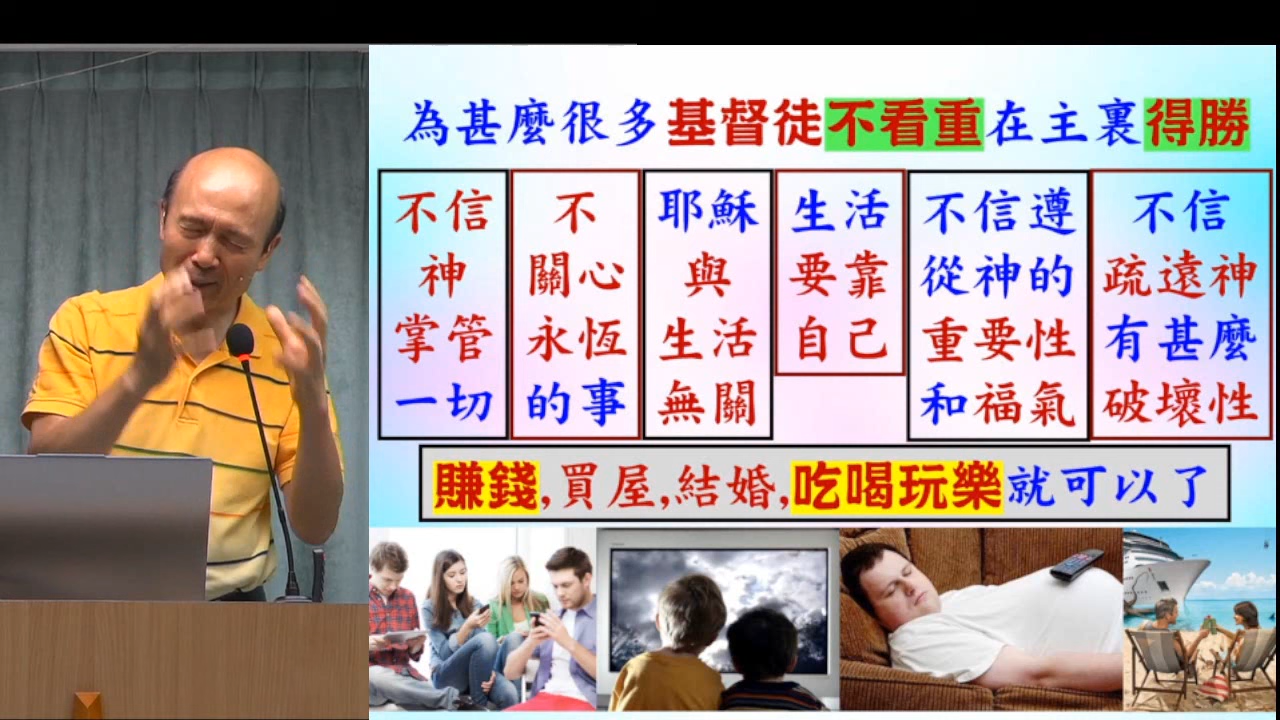 為甚麼很多基督徒不看重在主裏得勝
不信
神
掌管
一切
不
關心
永恆
的事
耶穌
與
生活
無關
生活
要靠
自己
不信遵
從神的
重要性
和福氣
不信
疏遠神
有甚麼
破壞性
賺錢,買屋,結婚,吃喝玩樂就可以了